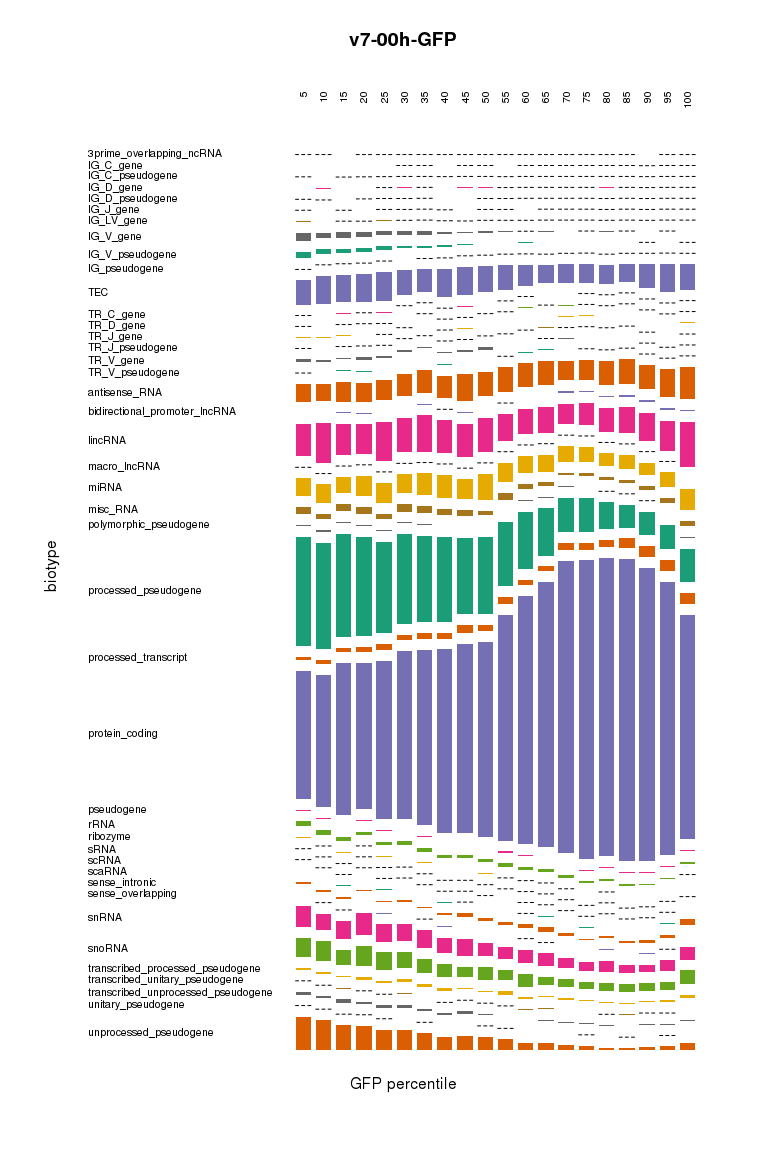 v7-00h-GFP
5 10 15 20 25 30 35 40 45 50 55 60 65 70 75 80 85 90 95 100
3prime_overlapping_ncRNA
IG_C_gene
IG_C_pseudogene
IG_D_gene
IG_D_pseudogene
IG_J_gene
IG_LV_gene
IG_V_gene
IG_V_pseudogene
IG_pseudogene
TEC
TR_C_gene
TR_D_gene
TR_J_gene
TR_J_pseudogene
TR_V_gene
TR_V_pseudogene
antisense_RNA
bidirectional_promoter_lncRNA
lincRNA
macro_lncRNA
miRNA
misc_RNA
polymorphic_pseudogene
processed_pseudogene
processed_transcript
protein_coding
pseudogene
rRNA
ribozyme
sRNA
scRNA
scaRNA
sense_intronic
sense_overlapping
snRNA
snoRNA
transcribed_processed_pseudogene
transcribed_unitary_pseudogene
transcribed_unprocessed_pseudogene
unitary_pseudogene
unprocessed_pseudogene
biotype
GFP percentile